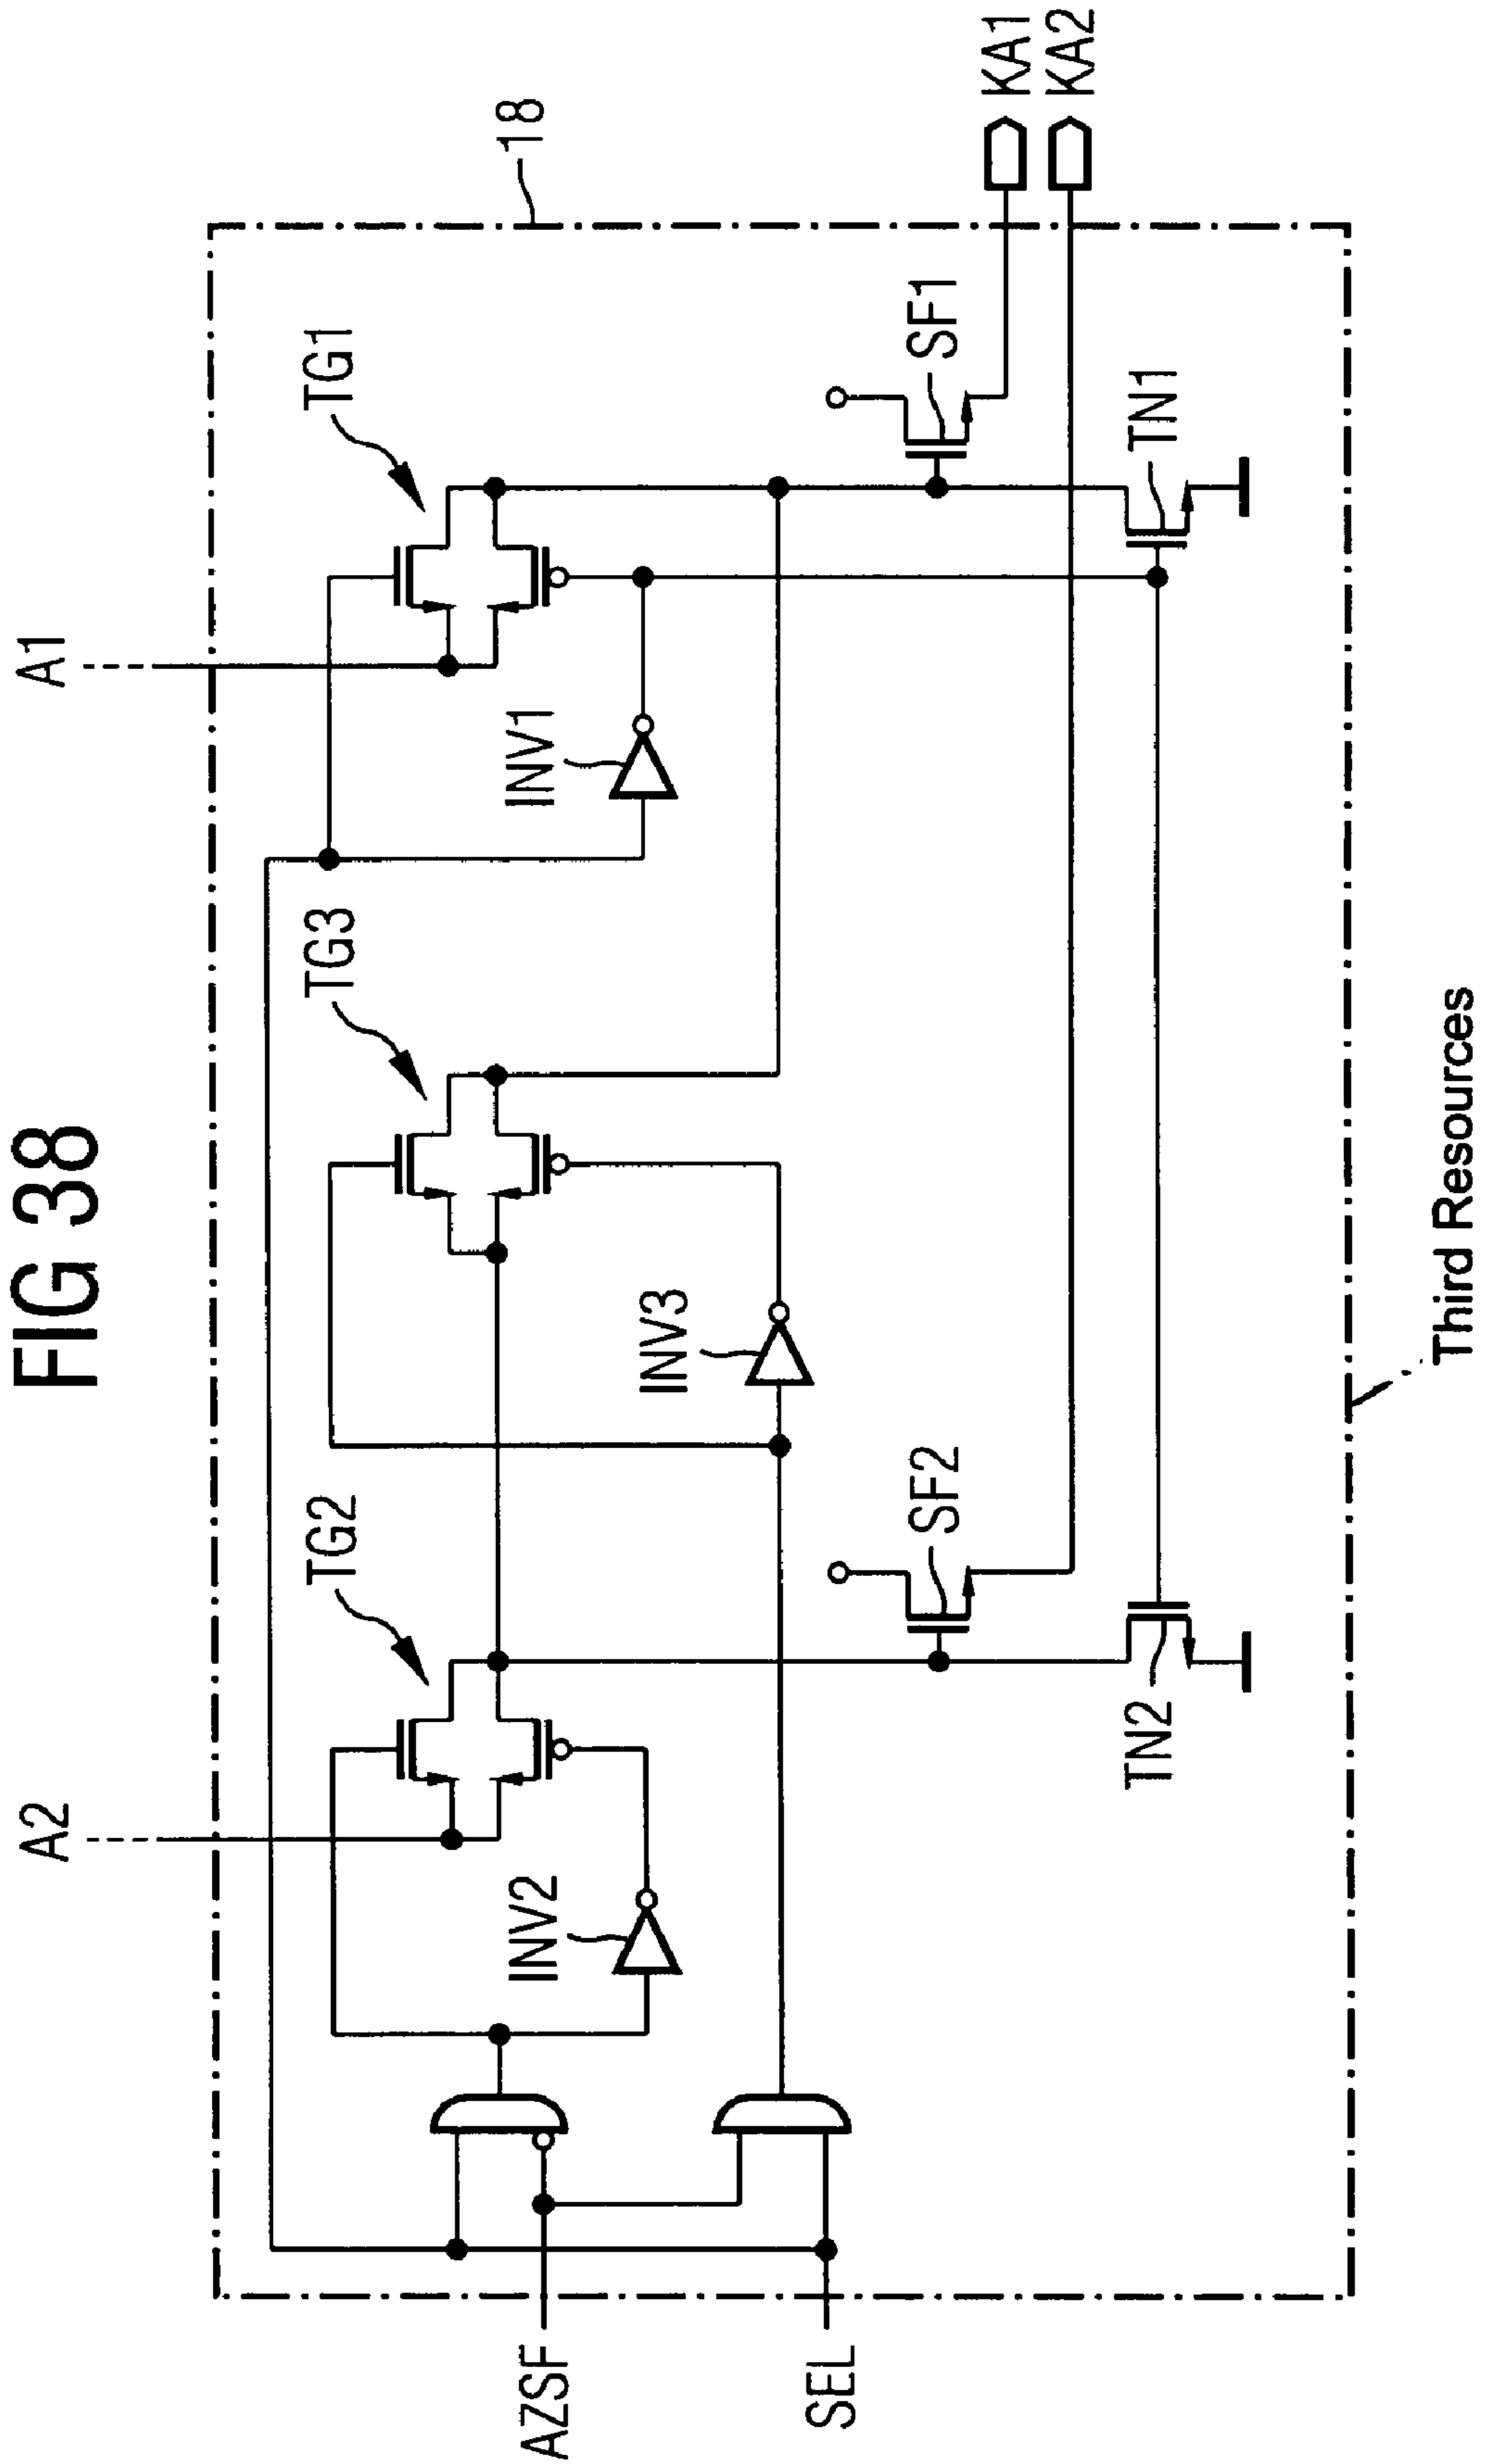 FIG 38
A2
A1
TG2
TG3
TG1
18
INV2
INV1
INV3
SF2
SF1
KA1
KA2
AZSF
SEL
TN2
TN1
Third Resources